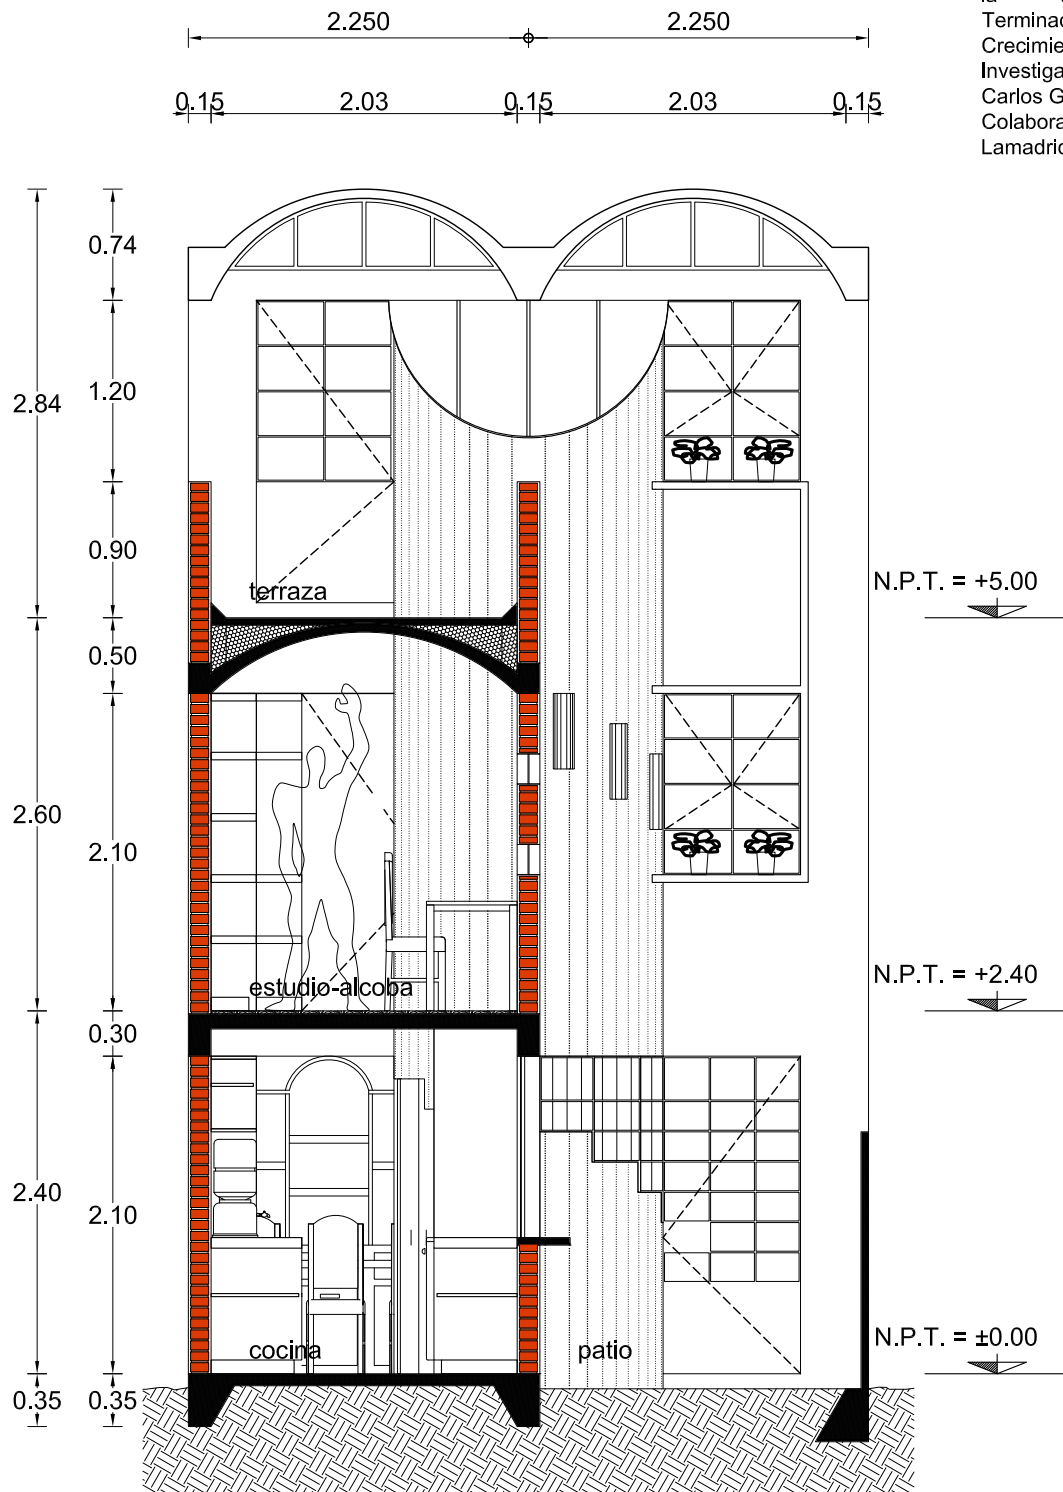 la
Terminad
Crecimie
Investiga
Carlos G
Colabora
Lamadrid
2.250 2.250
0.15 2.03 0.15 2.03 0.15
0.74
2.84 1.20
0.90
terraza
N.P.T. = +5.00
0.50
2.60
2.10
estudio-alcoba
N.P.T. = +2.40
0.30
2.40
2.10
cocina
patio
N.P.T. = ±0.00
0.35 0.35